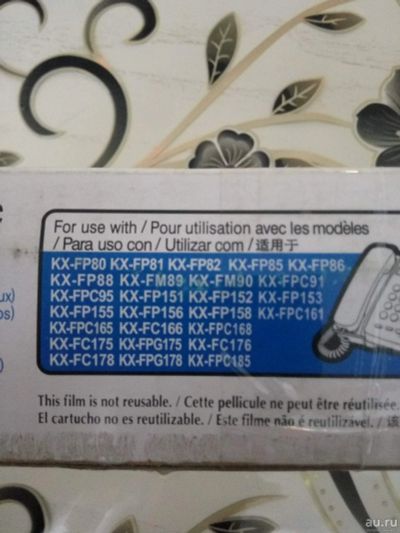 For use with / Pour utilisation avec les modèles
/ Para uso con / Utilizar com / 适用于
KX-FP80 KX-FP81 KX-FP82 KX-FP85 KX-FP86
KX-FP88 KX-FM89 KX-FM90 KX-FPC91
KX-FPC95 KX-FP151 KX-FP152 KX-FP153
KX-FP155 KX-FP156 KX-FP158 KX-FPC161
KX-FPC165 KX-FC166 KX-FPC168
KX-FC175 KX-FPG175 KX-FC176
KX-FC178 KX-FPG178 KX-FPC185
This film is not reusable. / Cette pellicule ne peut être réutilisée.
El cartucho no es reutilizable. / Este filme não é reutilizável. / 该
au.ru